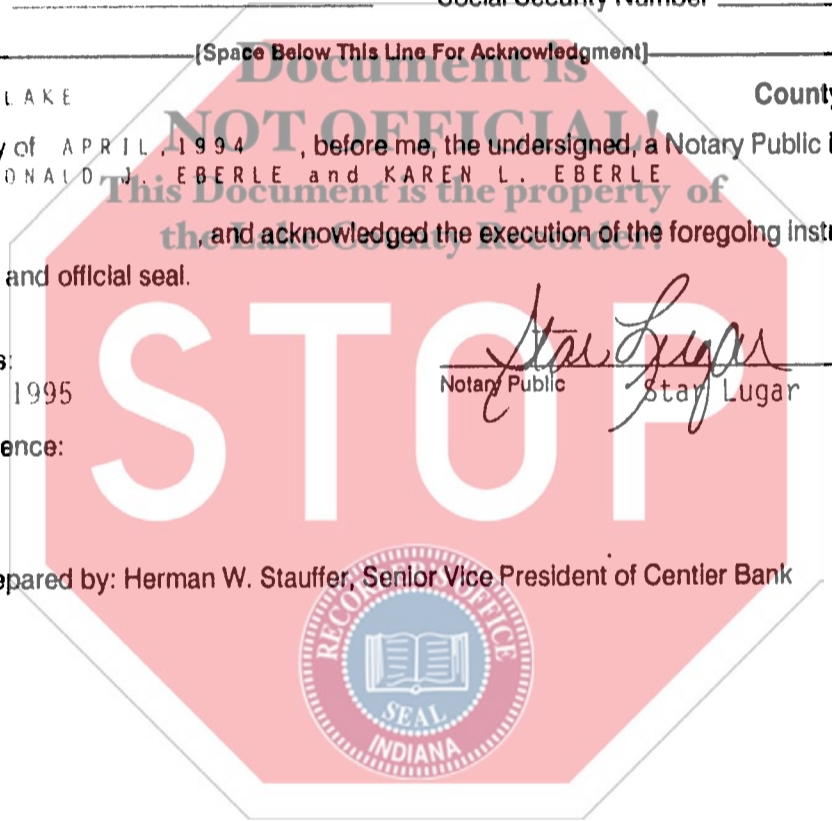 Social Security Number
[Space Below This Line For Acknowledgment]
Document is
LAKE County
NOT OFFICIAL!
y of APRIL, 1994 , before me, the undersigned, a Notary Public
ONALD J. EBERLE and KAREN L. EBERLE
This Document is the property of
, and acknowledged the execution of the foregoing instr
the Lake County Recorder!
and official seal.
STOP
Star Lugar
s:
Notary Public Star Lugar
1995
ence:
epared by: Herman W. Stauffer, Senior Vice President of Centier Bank
RECORDER'S OFFICE
SEAL
INDIANA